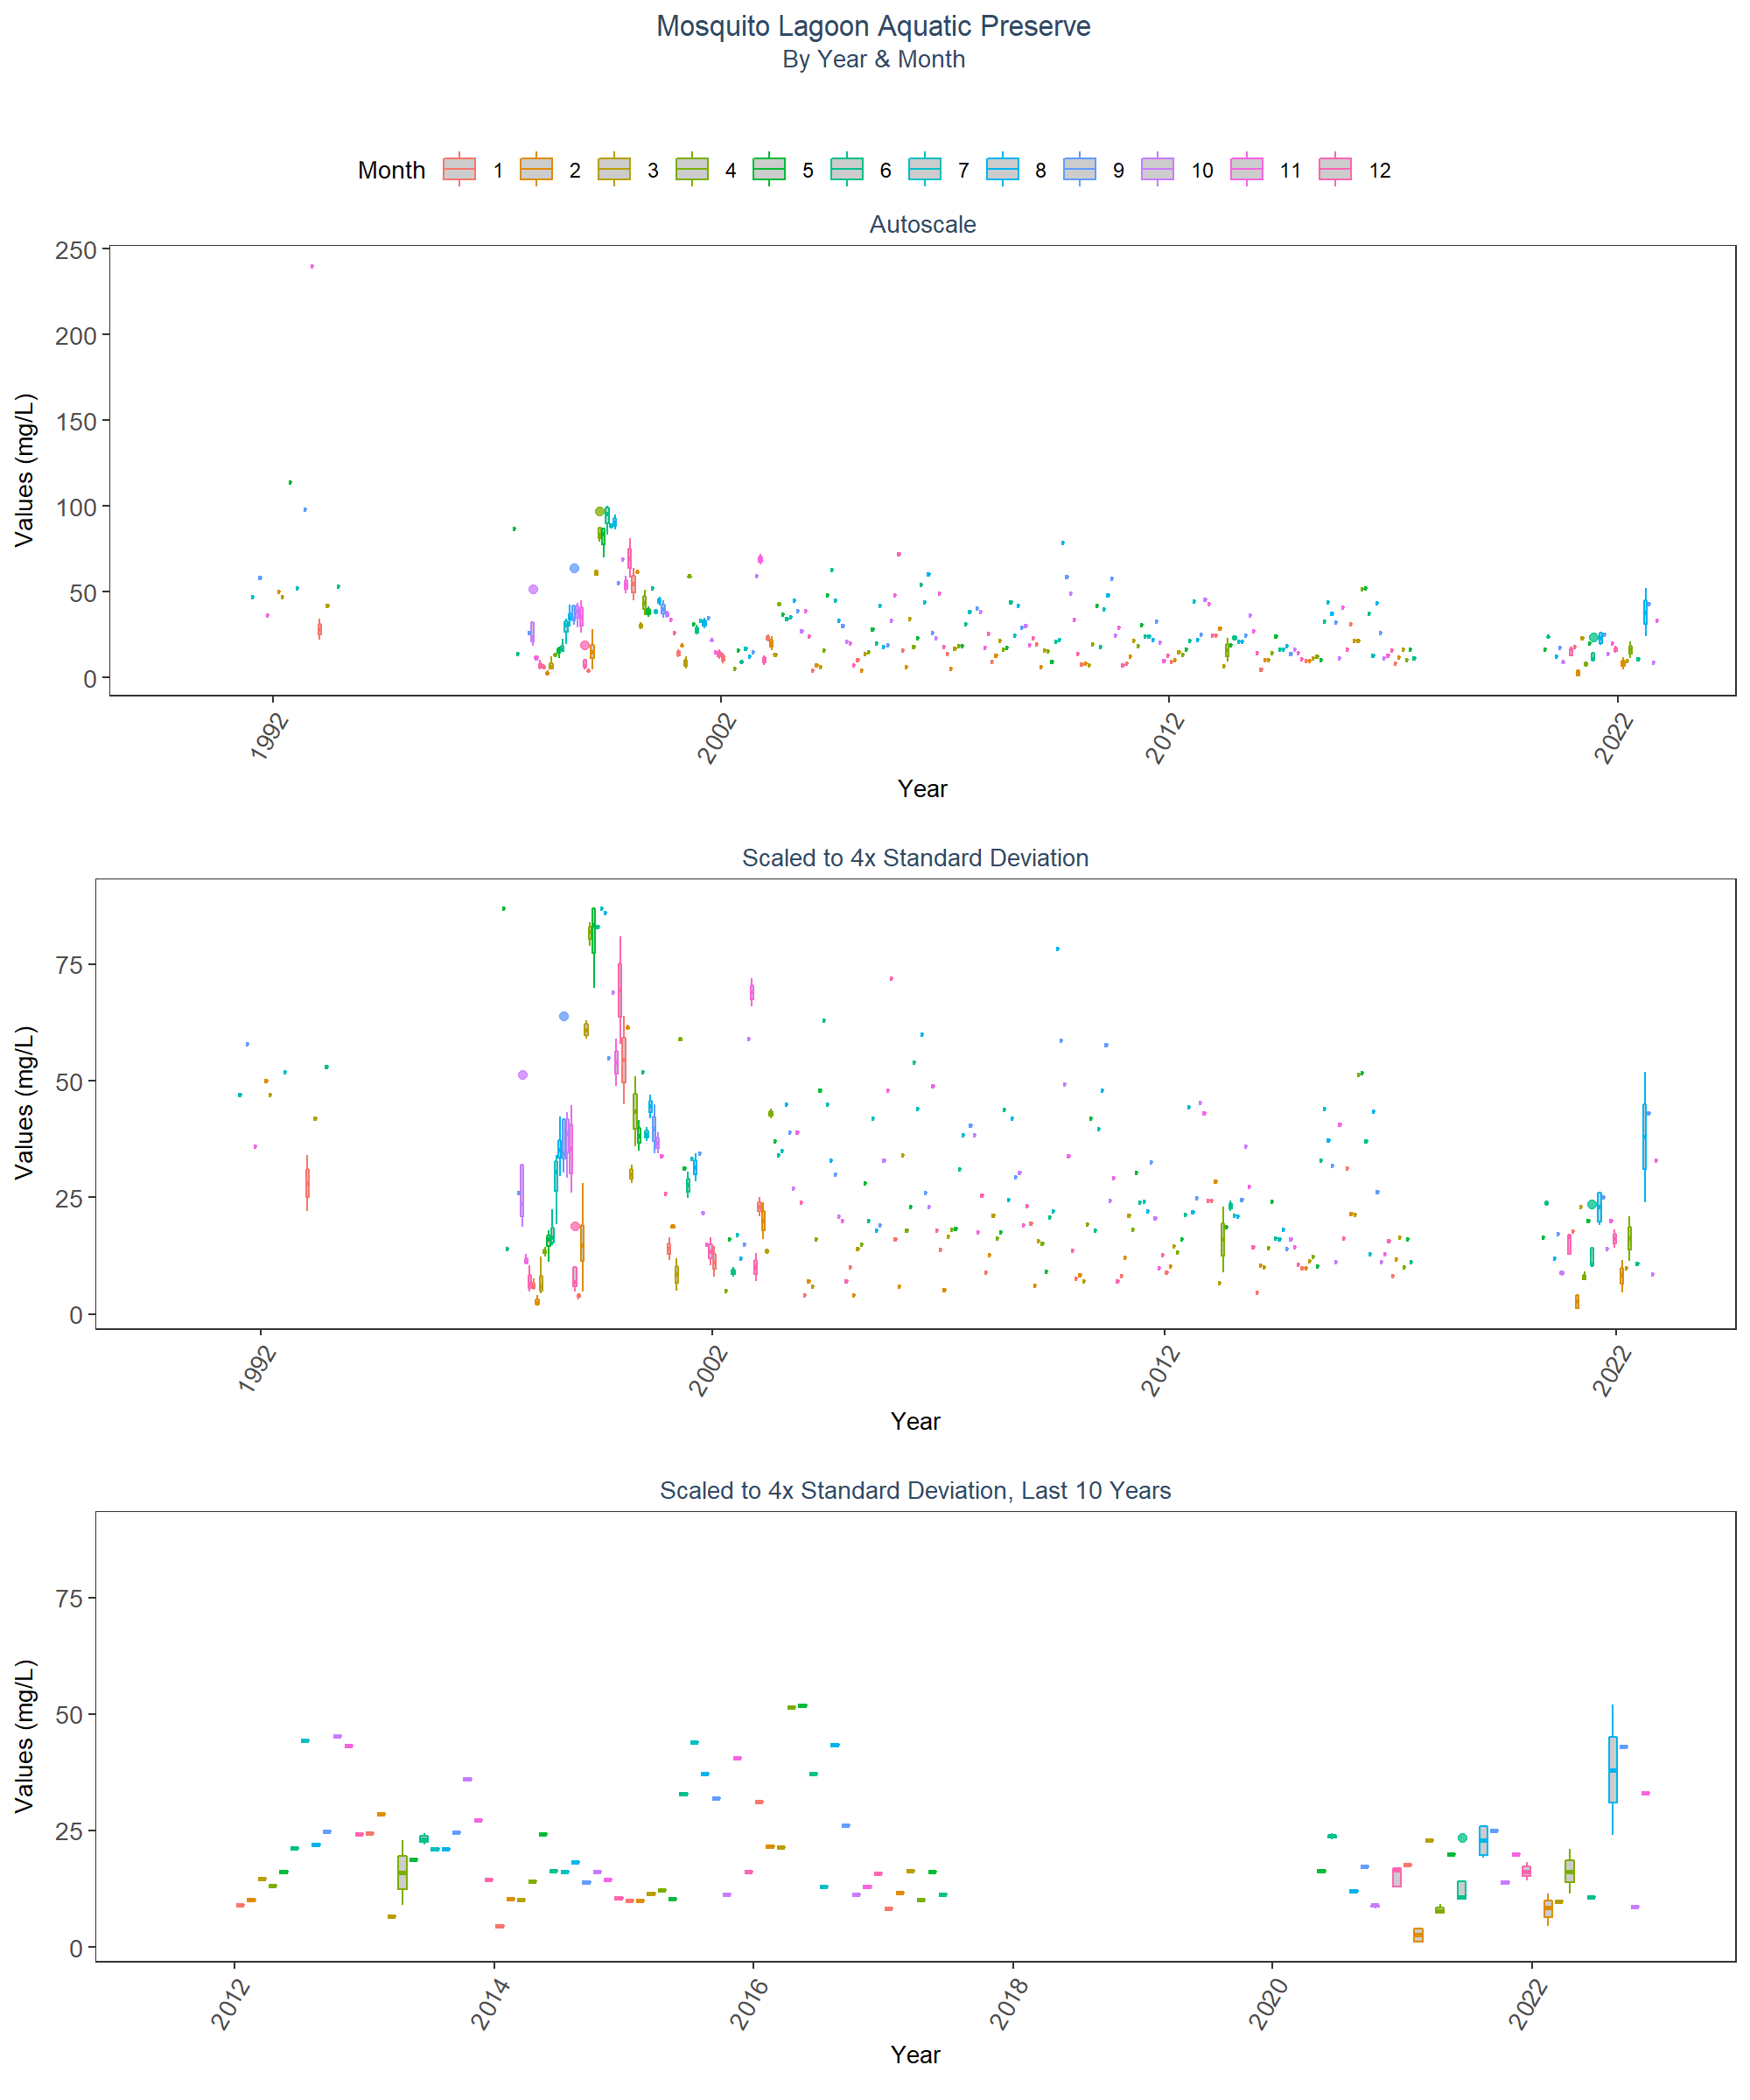 Mosquito Lagoon Aquatic Preserve
By Year & Month
Month 1 2 3 4 5 6 7 8 9 10 11 12
Autoscale
Values (mg/L)
250
200
150
100
50
0
1992 2002 2012 2022
Year
Scaled to 4x Standard Deviation
Values (mg/L)
75
50
25
0
1992 2002 2012 2022
Year
Scaled to 4x Standard Deviation, Last 10 Years
Values (mg/L)
75
50
25
0
2012 2014 2016 2018 2020 2022
Year